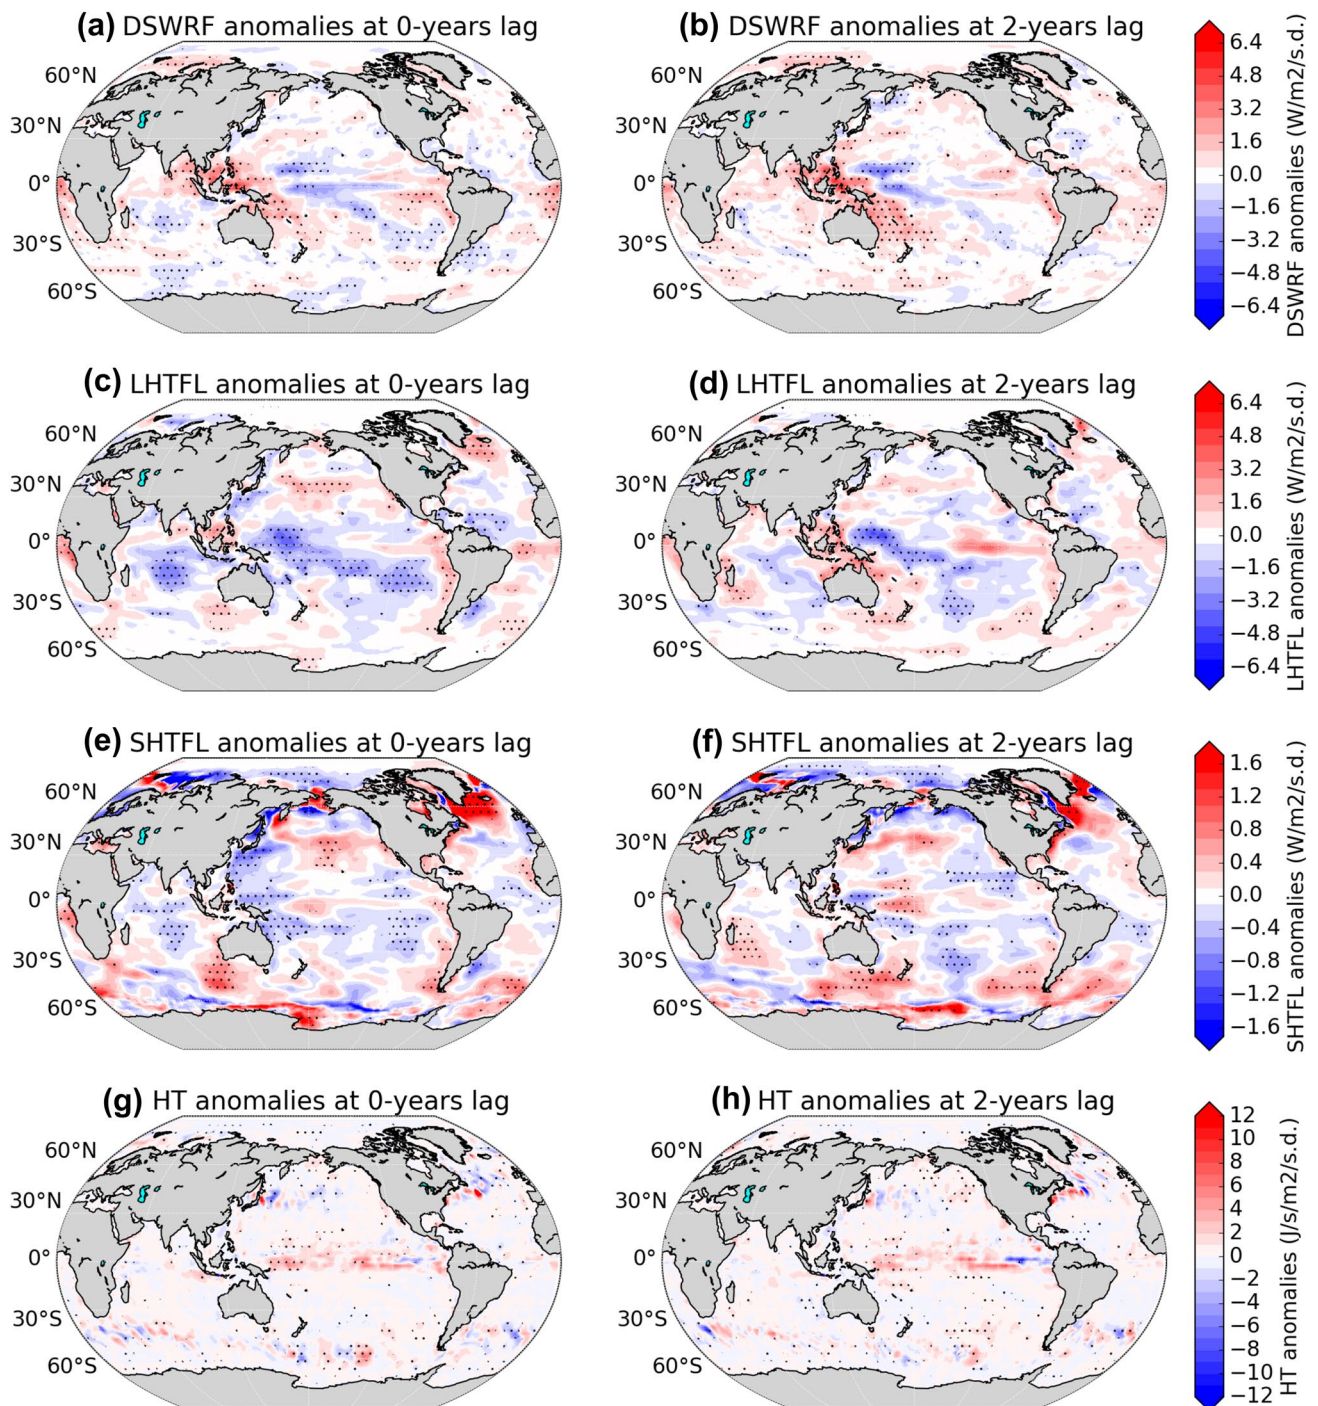 (a) DSWRF anomalies at 0-years lag
(b) DSWRF anomalies at 2-years lag
60°N
30°N
0°
30°S
60°S
60°N
30°N
0°
30°S
60°S
6.4
4.8
3.2
1.6
0.0
−1.6
−3.2
−4.8
−6.4
DSWRF anomalies (W/m2/s.d.)
(c) LHTFL anomalies at 0-years lag
(d) LHTFL anomalies at 2-years lag
60°N
30°N
0°
30°S
60°S
60°N
30°N
0°
30°S
60°S
6.4
4.8
3.2
1.6
0.0
−1.6
−3.2
−4.8
−6.4
LHTFL anomalies (W/m2/s.d.)
(e) SHTFL anomalies at 0-years lag
(f) SHTFL anomalies at 2-years lag
60°N
30°N
0°
30°S
60°S
60°N
30°N
0°
30°S
60°S
1.6
1.2
0.8
0.4
0.0
−0.4
−0.8
−1.2
−1.6
SHTFL anomalies (W/m2/s.d.)
(g) HT anomalies at 0-years lag
(h) HT anomalies at 2-years lag
60°N
30°N
0°
30°S
60°S
60°N
30°N
0°
30°S
60°S
12
10
8
6
4
2
0
−2
−4
−6
−8
−10
−12
HT anomalies (J/s/m2/s.d.)